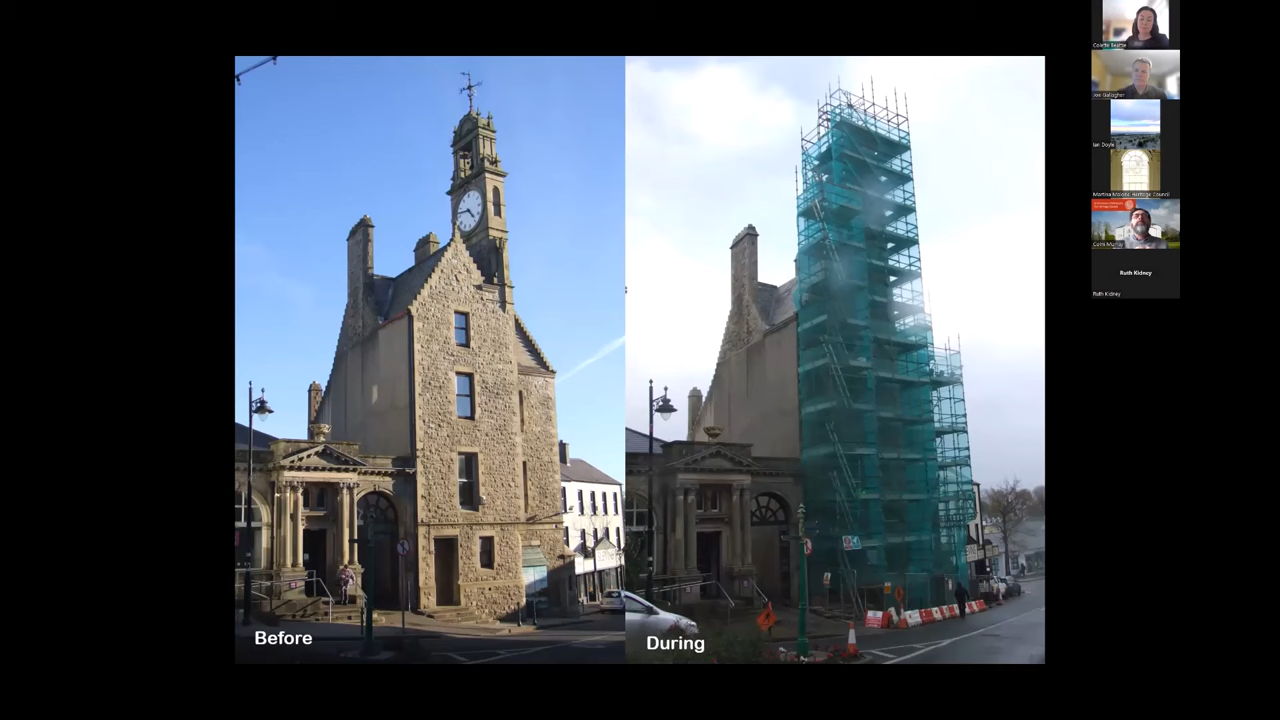 Before
During
Colette Beattie
Joe Gallagher
Ian Doyle
Martina Malone Heritage Council
Colm Murray
Ruth Kidney
Ruth Kidney